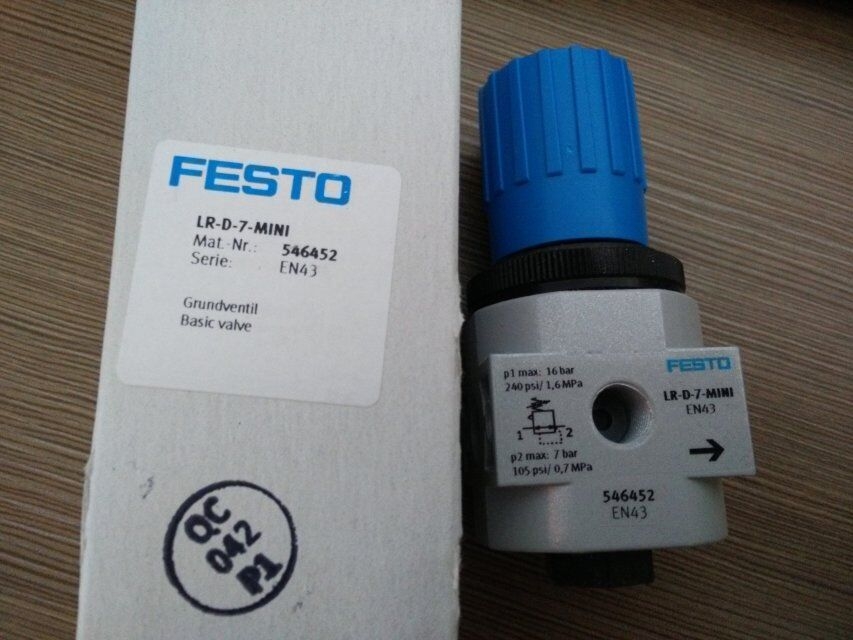 FESTO
LR-D-7-MINI
Mat.-Nr.: 546452
Serie: EN43
Grundventil
Basic valve
QC
042
P1
p1 max: 16 bar
240 psi/ 1,6 MPa
1 2
p2 max: 7 bar
105 psi/ 0,7 MPa
FESTO
LR-D-7-MINI
EN43
546452
EN43